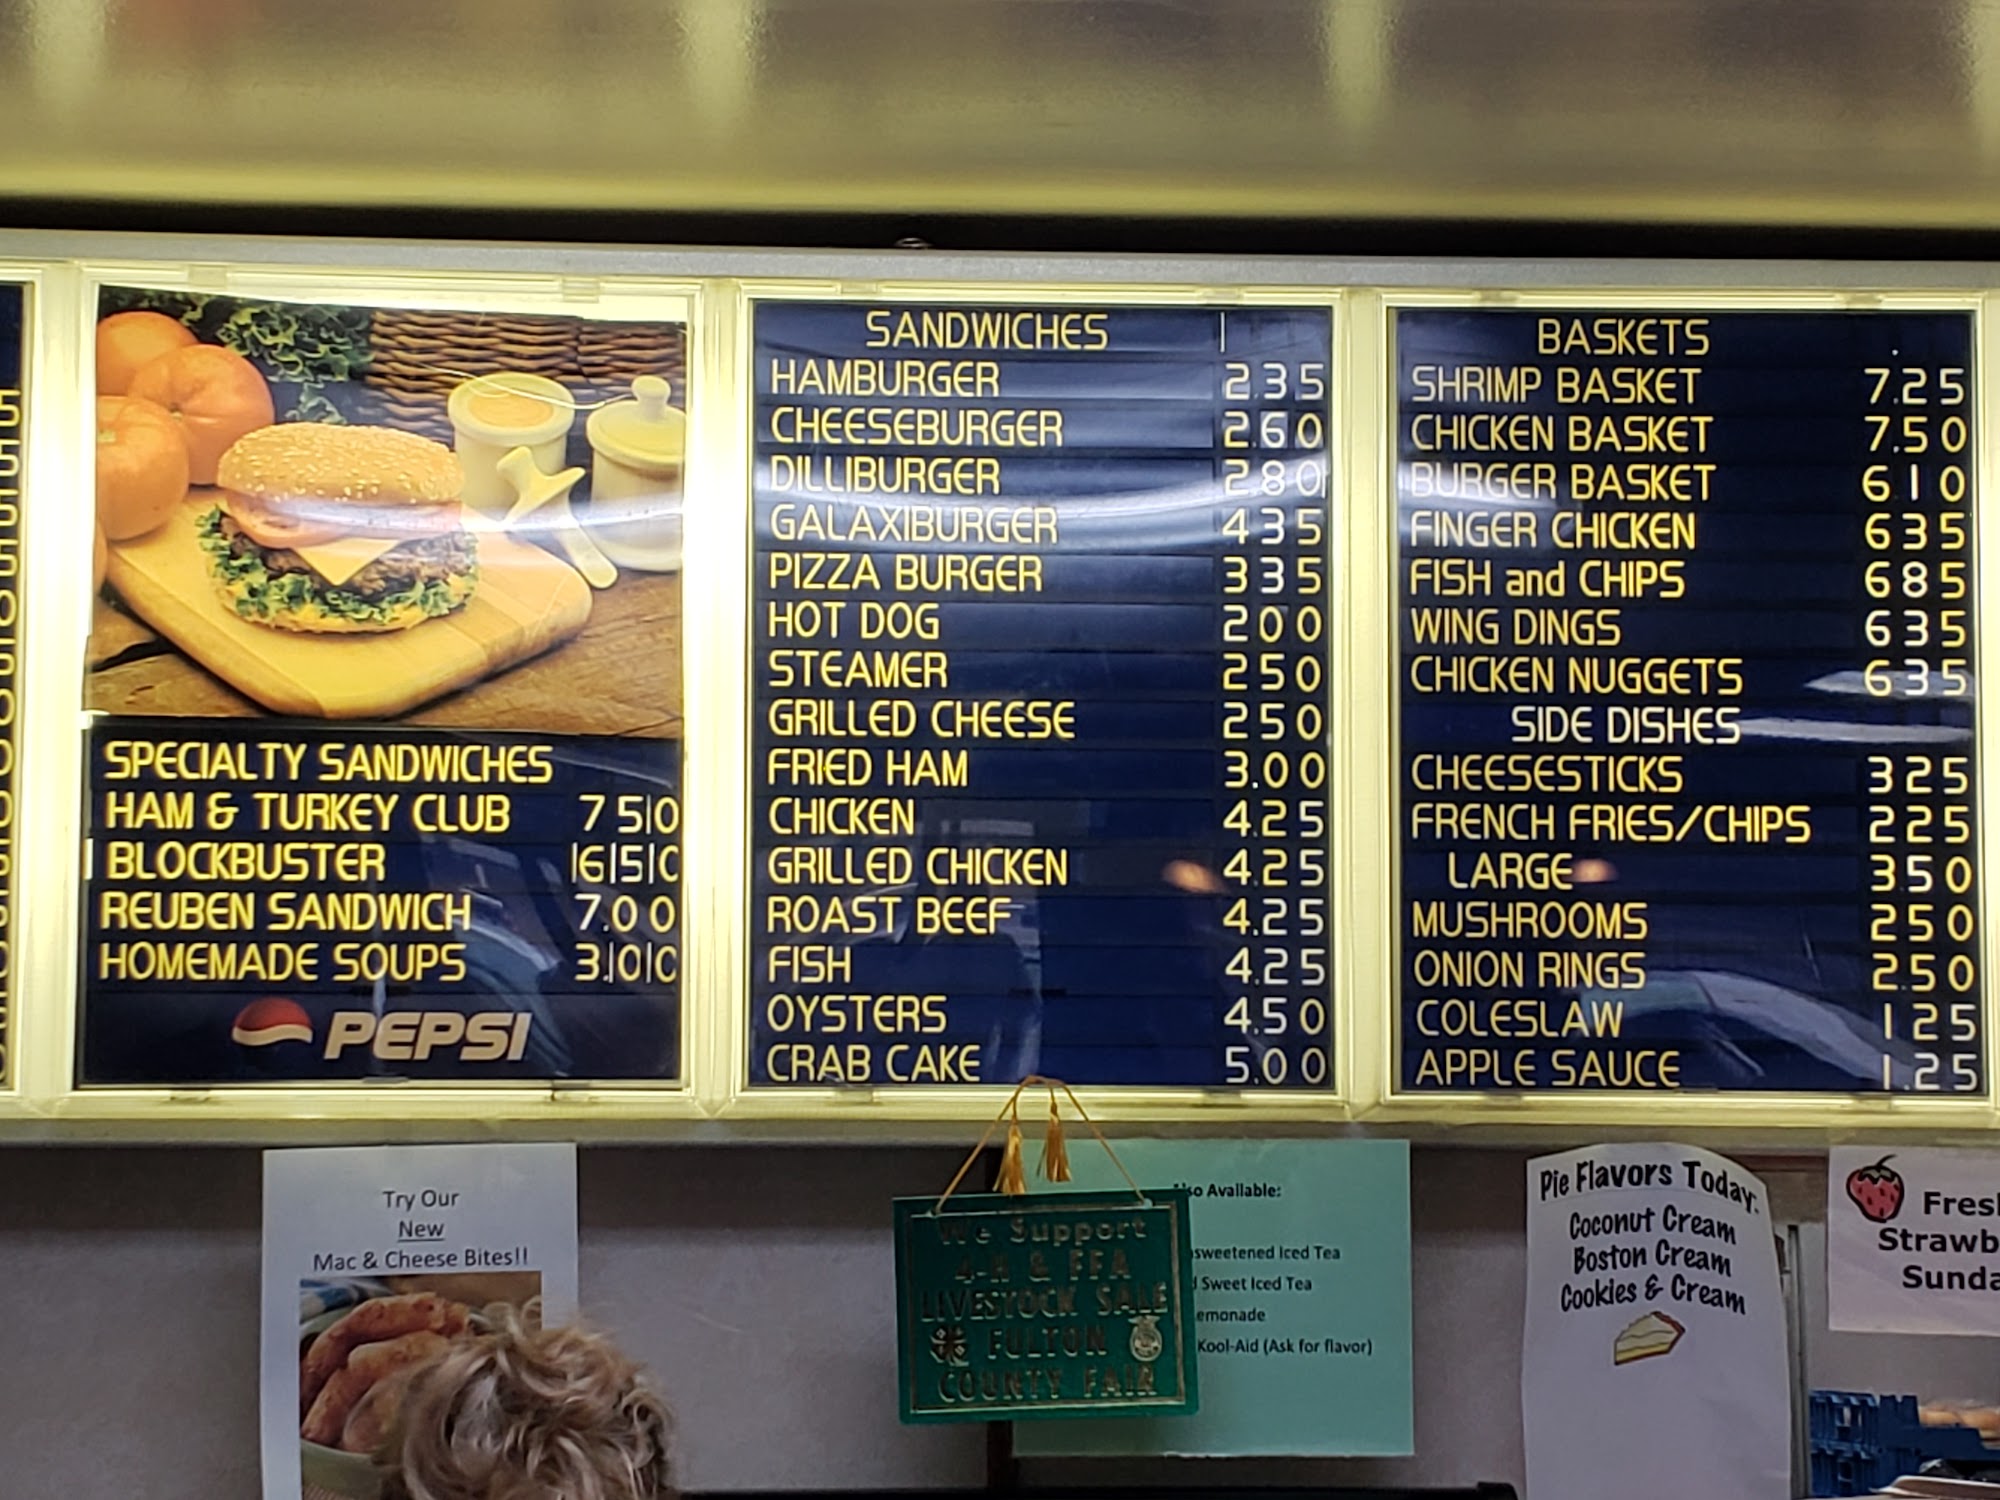 SPECIALTY SANDWICHES
HAM & TURKEY CLUB 7 50
BLOCKBUSTER 650
REUBEN SANDWICH 7.00
HOMEMADE SOUPS 3.00
PEPSI
SANDWICHES
HAMBURGER 2.35
CHEESEBURGER 2.60
DILLIBURGER 2.80
GALAXIBURGER 4 35
PIZZA BURGER 3 35
HOT DOG 2 00
STEAMER 2 50
GRILLED CHEESE 2 50
FRIED HAM 3.00
CHICKEN 4.25
GRILLED CHICKEN 4.25
ROAST BEEF 4.25
FISH 4.25
OYSTERS 4.50
CRAB CAKE 5.00
BASKETS
SHRIMP BASKET 7.25
CHICKEN BASKET 7.50
BURGER BASKET 6 10
FINGER CHICKEN 6 35
FISH and CHIPS 6 85
WING DINGS 6 35
CHICKEN NUGGETS 6 35
SIDE DISHES
CHEESESTICKS 3 25
FRENCH FRIES/CHIPS 2 25
LARGE 3 50
MUSHROOMS 2 50
ONION RINGS 2.50
COLESLAW 1 25
APPLE SAUCE 1.25
Try Our
New
Mac & Cheese Bites!!
We Support
4-H & FFA
LIVESTOCK SALE
FULTON
COUNTY FAIR
Available:
Iced Tea
Sweet Iced Tea
Kool-Aid (Ask for flavor)
Pie Flavors Today:
Coconut Cream
Boston Cream
Cookies & Cream